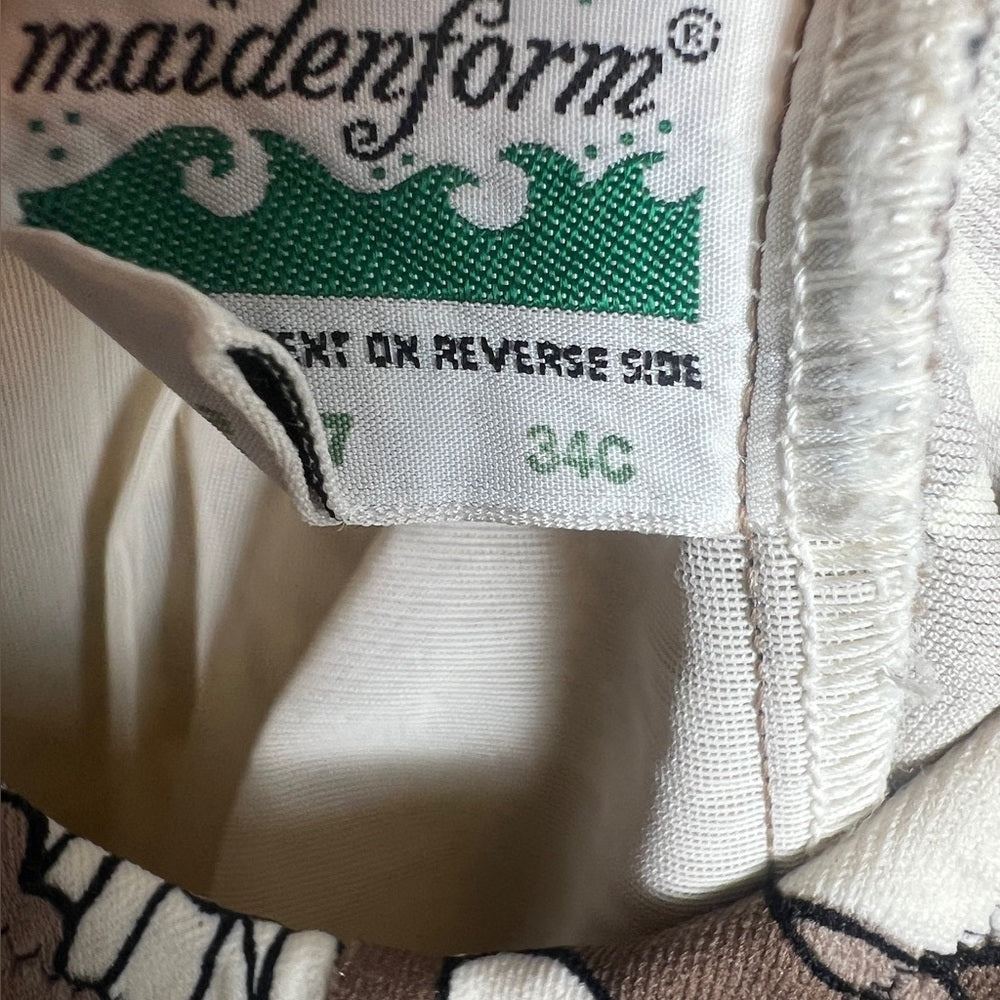 maidenform®
ON REVERSE SIDE
34C